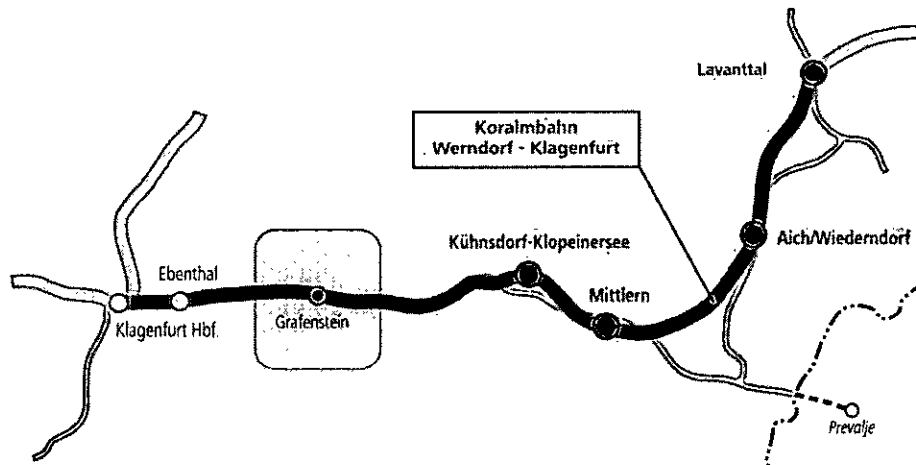 Lavanttal
Koralmbahn
Werndorf - Klagenfurt
Kühnsdorf-Klopeinersee
Aich/Wiederndorf
Ebenthal
Mittlern
Klagenfurt Hbf.
Grafenstein
Prevalje